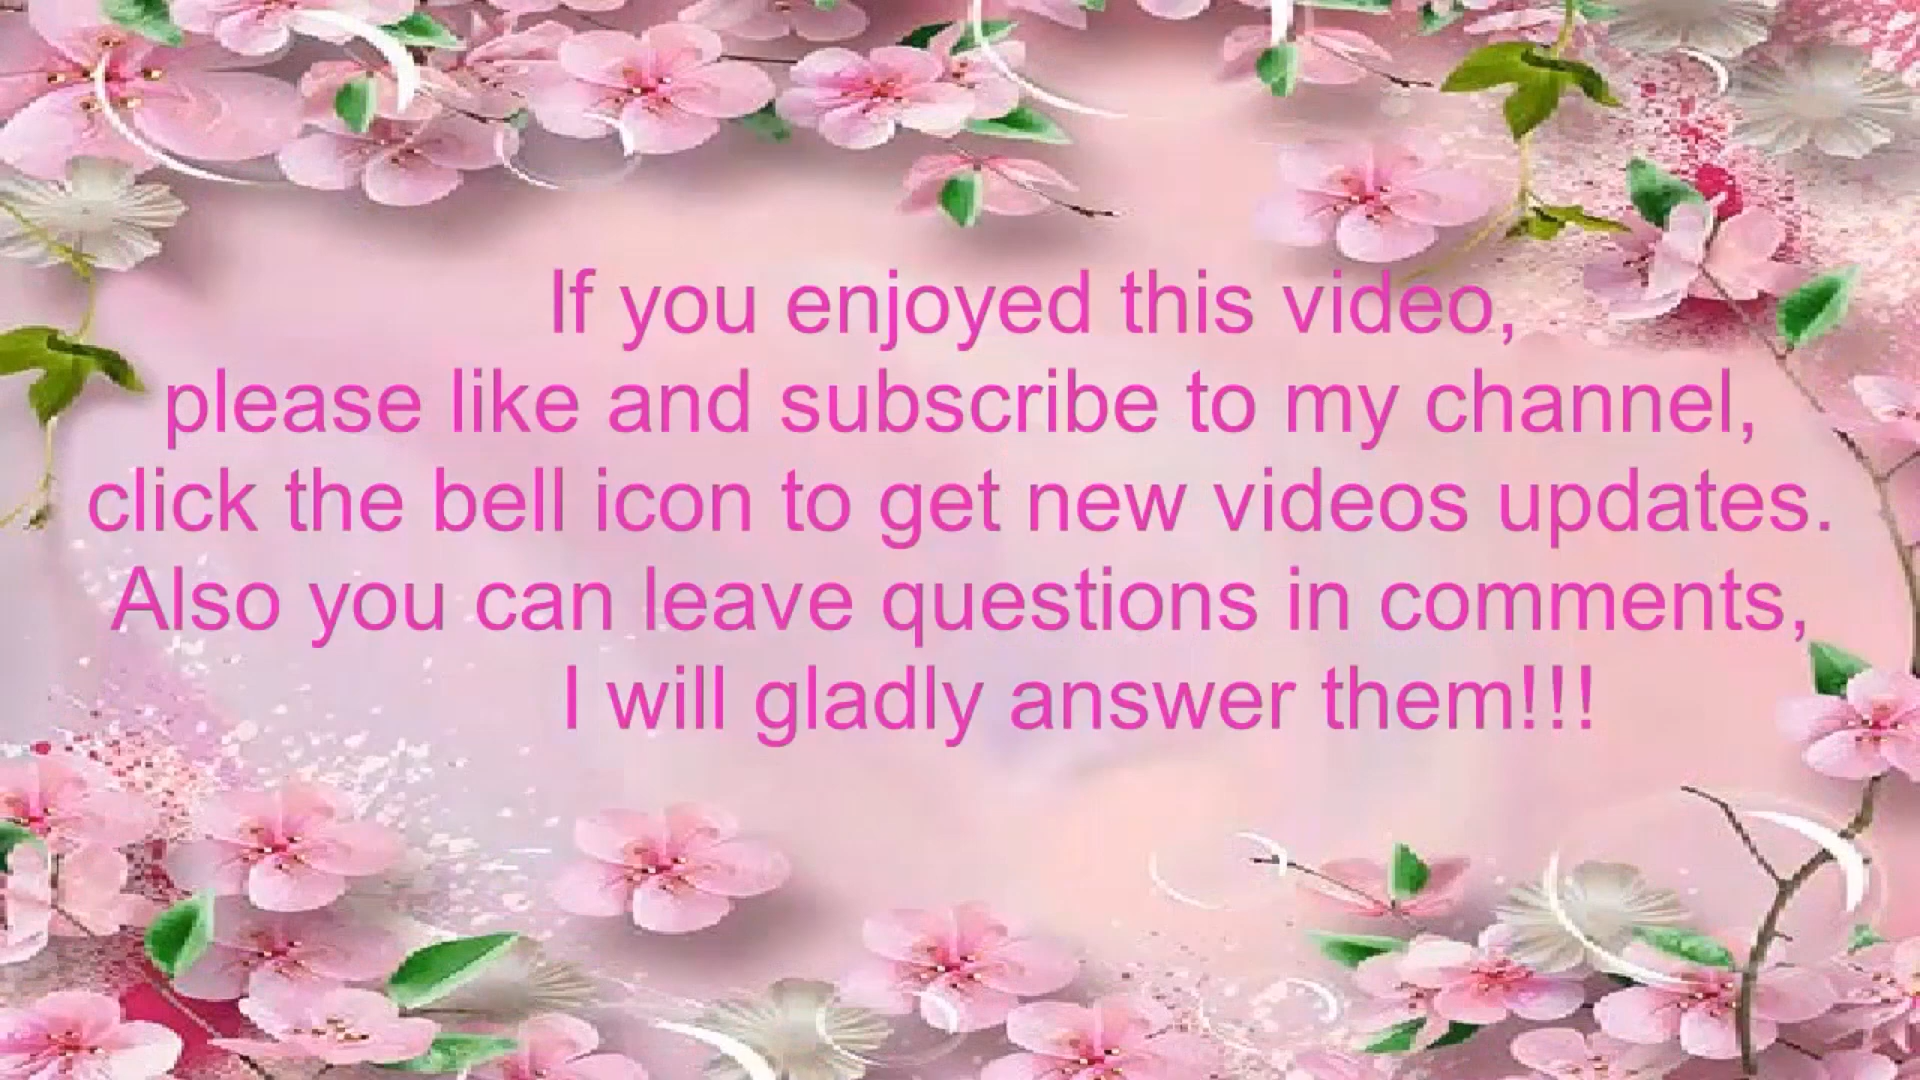 If you enjoyed this video,
please like and subscribe to my channel,
click the bell icon to get new videos updates.
Also you can leave questions in comments,
I will gladly answer them!!!